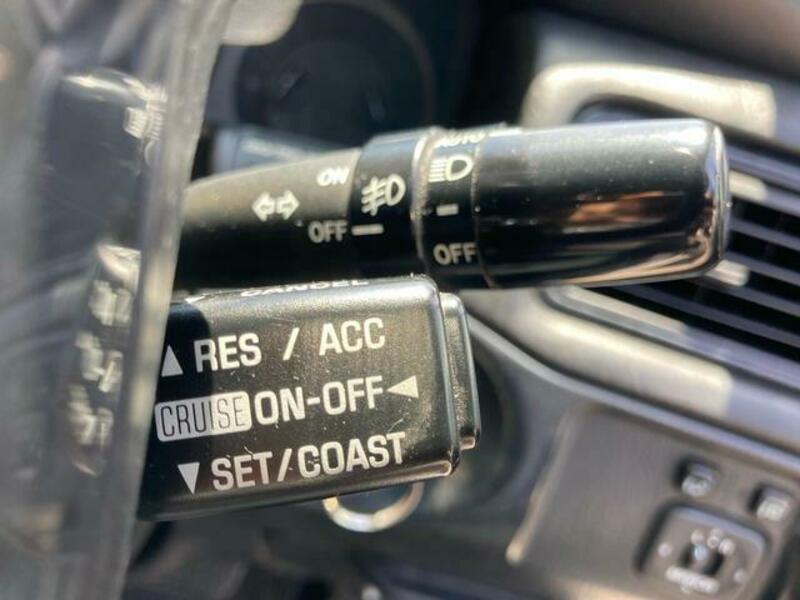 AUTO
ON
OFF
OFF
CANCEL
RES / ACC
CRUISE ON-OFF
SET/COAST